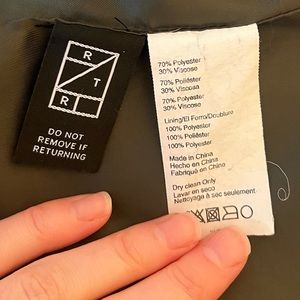 R
T
R
DO NOT
REMOVE IF
RETURNING
70% Polyester
30% Viscose
70% Poliéster
30% Viscosa
70% Polyester
30% Viscose
Lining/El Forro/Doublure
100% Polyester
100% Poliéster
100% Polyester
Made in China
Hecho en China
Fabriqué en Chine
Dry clean Only
Lavar en seco
Nettoyage à sec seulement